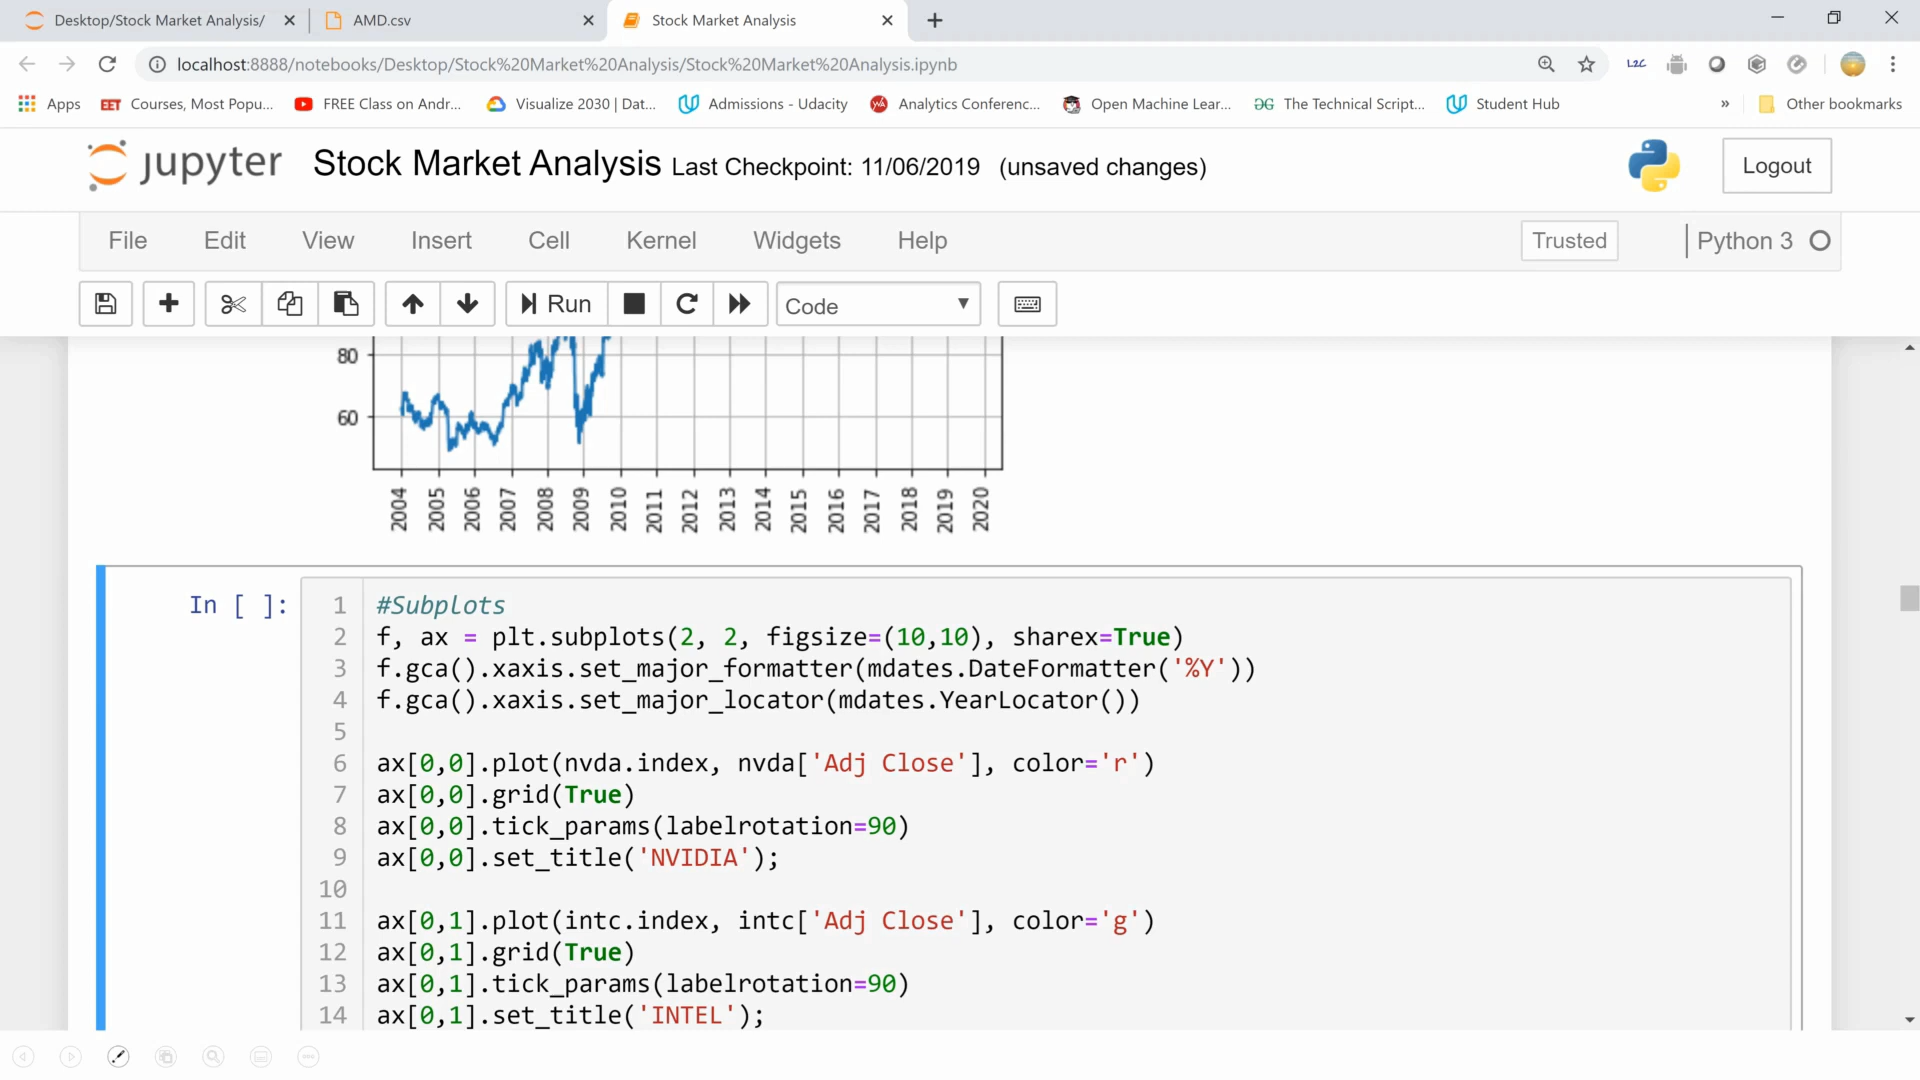 Desktop/Stock Market Analysis/
AMD.csv
Stock Market Analysis
localhost:8888/notebooks/Desktop/Stock%20Market%20Analysis/Stock%20Market%20Analysis.ipynb
L2C
Apps
EET Courses, Most Popu...
FREE Class on Andr...
Visualize 2030 | Dat...
Admissions - Udacity
Analytics Conferenc...
Open Machine Lear...
The Technical Script...
Student Hub
» Other bookmarks
jupyter Stock Market Analysis Last Checkpoint: 11/06/2019 (unsaved changes)
Logout
File Edit View Insert Cell Kernel Widgets Help
Trusted
Python 3
Run
Code
80
60
2004 2005 2006 2007 2008 2009 2010 2011 2012 2013 2014 2015 2016 2017 2018 2019 2020
In [ ]:
1 #Subplots
2 f, ax = plt.subplots(2, 2, figsize=(10,10), sharex=True)
3 f.gca().xaxis.set_major_formatter(mdates.DateFormatter('%Y'))
4 f.gca().xaxis.set_major_locator(mdates.YearLocator())
5
6 ax[0,0].plot(nvda.index, nvda['Adj Close'], color='r')
7 ax[0,0].grid(True)
8 ax[0,0].tick_params(labelrotation=90)
9 ax[0,0].set_title('NVIDIA');
10
11 ax[0,1].plot(intc.index, intc['Adj Close'], color='g')
12 ax[0,1].grid(True)
13 ax[0,1].tick_params(labelrotation=90)
14 ax[0,1].set_title('INTEL');